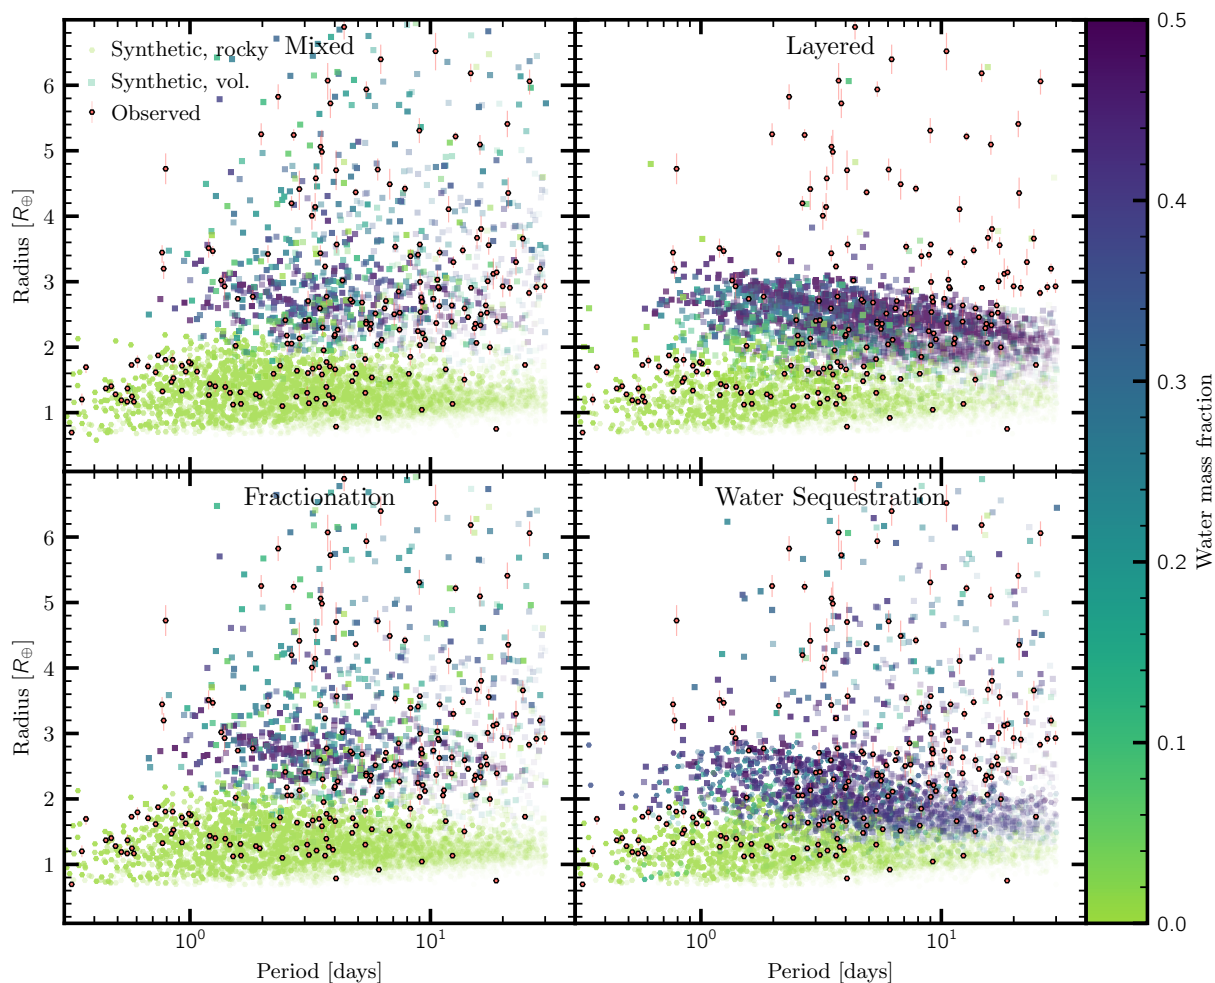 Mixed
Synthetic, rocky
Synthetic, vol.
Observed
Layered
Fractionation
Water Sequestration
6
5
4
3
2
1
Radius [R⊕]
6
5
4
3
2
1
Radius [R⊕]
10⁰
10¹
10⁰
10¹
Period [days]
Period [days]
0.5
0.4
0.3
0.2
0.1
0.0
Water mass fraction